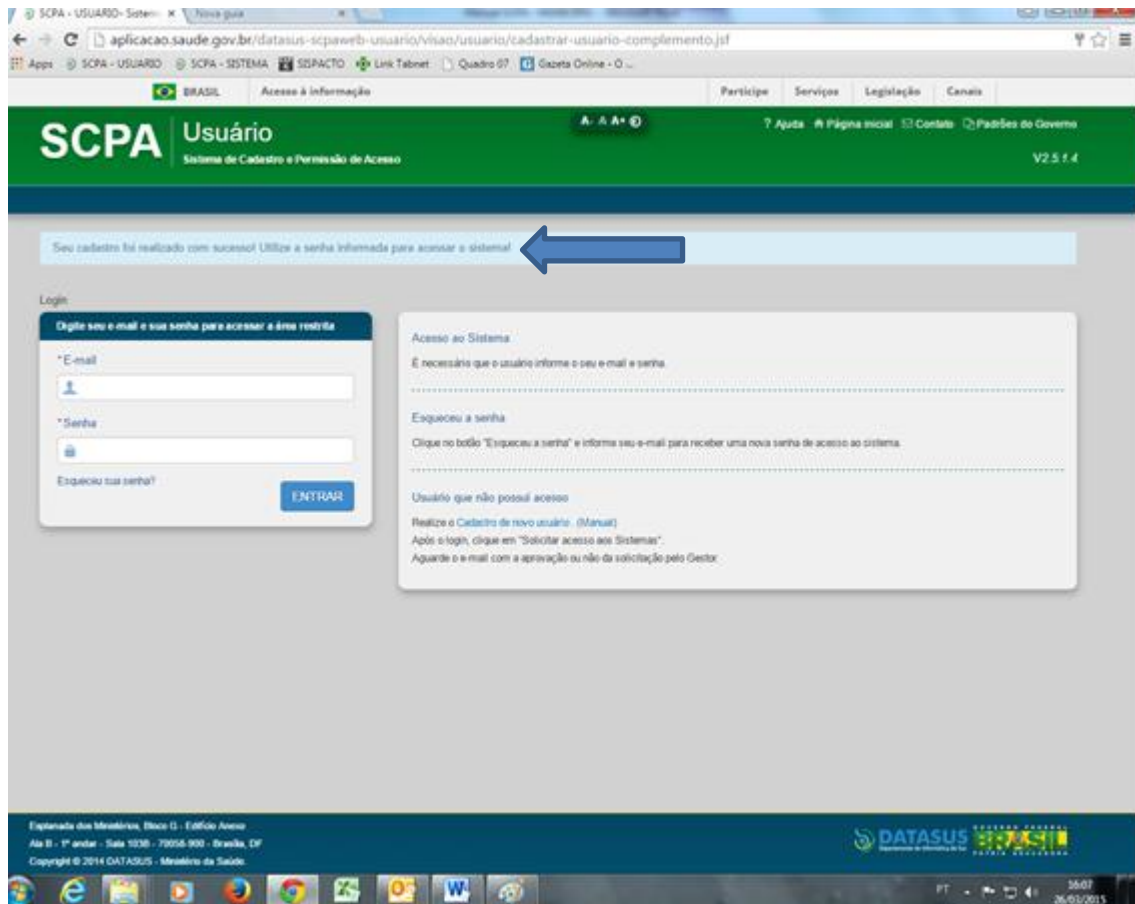 SCPA - USUARIO- Sistem
Nova guia
aplicacao.saude.gov.br/datasus-scpaweb-usuario/visao/usuario/cadastrar-usuario-complemento.jsf
Apps
SCPA - USUARIO
SCPA - SISTEMA
SISPACTO
Link Tabnet
Quadro 07
Gazeta Online - O ...
BRASIL
Acesso à informação
Participe
Serviços
Legislação
Canais
SCPA
Usuário
Sistema de Cadastro e Permissão de Acesso
A- A A+
? Ajuda
Página inicial
Contato
Padrões do Governo
V2.5.1.4
Seu cadastro foi realizado com sucesso! Utilize a senha informada para acessar o sistema!
Login
Digite seu e-mail e sua senha para acessar a área restrita
*E-mail
*Senha
Esqueceu sua senha?
ENTRAR
Acesso ao Sistema
É necessário que o usuário informe o seu e-mail e senha.
Esqueceu a senha
Clique no botão "Esqueceu a senha" e informe seu e-mail para receber uma nova senha de acesso ao sistema.
Usuário que não possui acesso
Realize o Cadastro de novo usuário . (Manual)
Após o login, clique em "Solicitar acesso aos Sistemas".
Aguarde o e-mail com a aprovação ou não da solicitação pelo Gestor
Esplanada dos Ministérios, Bloco G - Edifício Anexo
Ala B - 1º andar - Sala 103B - 70058-900 - Brasília, DF
Copyright © 2014 DATASUS - Ministério da Saúde.
DATASUS
GOVERNO FEDERAL
BRASIL
PÁTRIA EDUCADORA
PT
16:07
26/03/2015